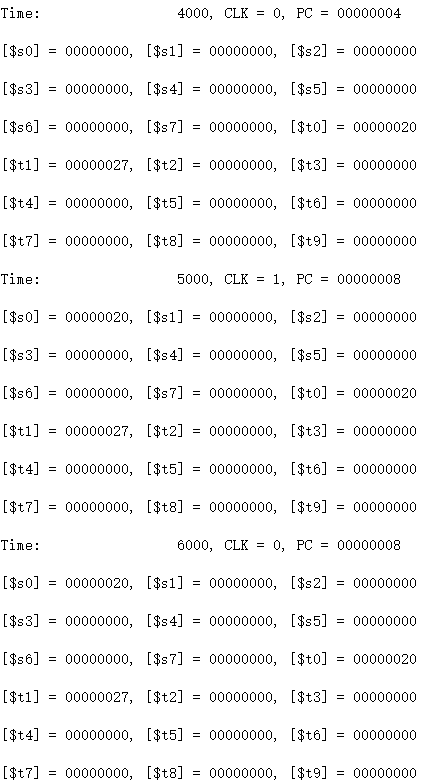 Time: 4000, CLK = 0, PC = 00000004
[$s0] = 00000000, [$s1] = 00000000, [$s2] = 00000000
[$s3] = 00000000, [$s4] = 00000000, [$s5] = 00000000
[$s6] = 00000000, [$s7] = 00000000, [$t0] = 00000020
[$t1] = 00000027, [$t2] = 00000000, [$t3] = 00000000
[$t4] = 00000000, [$t5] = 00000000, [$t6] = 00000000
[$t7] = 00000000, [$t8] = 00000000, [$t9] = 00000000
Time: 5000, CLK = 1, PC = 00000008
[$s0] = 00000020, [$s1] = 00000000, [$s2] = 00000000
[$s3] = 00000000, [$s4] = 00000000, [$s5] = 00000000
[$s6] = 00000000, [$s7] = 00000000, [$t0] = 00000020
[$t1] = 00000027, [$t2] = 00000000, [$t3] = 00000000
[$t4] = 00000000, [$t5] = 00000000, [$t6] = 00000000
[$t7] = 00000000, [$t8] = 00000000, [$t9] = 00000000
Time: 6000, CLK = 0, PC = 00000008
[$s0] = 00000020, [$s1] = 00000000, [$s2] = 00000000
[$s3] = 00000000, [$s4] = 00000000, [$s5] = 00000000
[$s6] = 00000000, [$s7] = 00000000, [$t0] = 00000020
[$t1] = 00000027, [$t2] = 00000000, [$t3] = 00000000
[$t4] = 00000000, [$t5] = 00000000, [$t6] = 00000000
[$t7] = 00000000, [$t8] = 00000000, [$t9] = 00000000